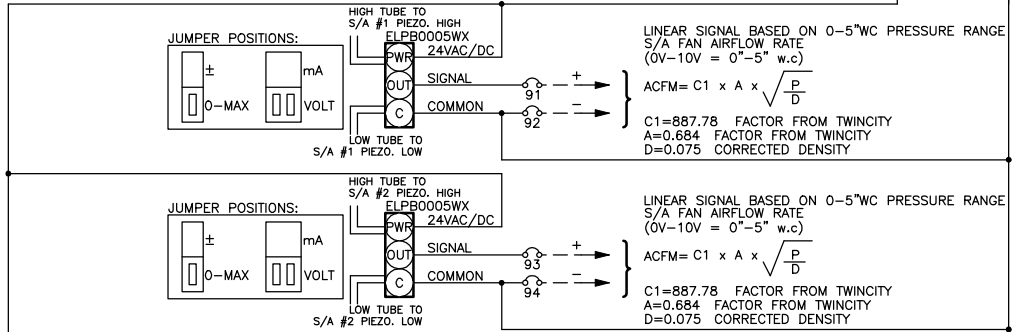 HIGH TUBE TO
S/A #1 PIEZO. HIGH
ELPB0005WX
JUMPER POSITIONS:
±
0-MAX
mA
VOLT
PWR
24VAC/DC
OUT
SIGNAL
C
COMMON
LOW TUBE TO
S/A #1 PIEZO. LOW
91
+
92
−
LINEAR SIGNAL BASED ON 0-5"WC PRESSURE RANGE
S/A FAN AIRFLOW RATE
(0V-10V = 0"-5" w.c)
ACFM= C1 x A x √ P
D
C1=887.78 FACTOR FROM TWINCITY
A=0.684 FACTOR FROM TWINCITY
D=0.075 CORRECTED DENSITY
HIGH TUBE TO
S/A #2 PIEZO. HIGH
ELPB0005WX
JUMPER POSITIONS:
±
0-MAX
mA
VOLT
PWR
24VAC/DC
OUT
SIGNAL
C
COMMON
LOW TUBE TO
S/A #2 PIEZO. LOW
93
+
94
−
LINEAR SIGNAL BASED ON 0-5"WC PRESSURE RANGE
S/A FAN AIRFLOW RATE
(0V-10V = 0"-5" w.c)
ACFM= C1 x A x √ P
D
C1=887.78 FACTOR FROM TWINCITY
A=0.684 FACTOR FROM TWINCITY
D=0.075 CORRECTED DENSITY